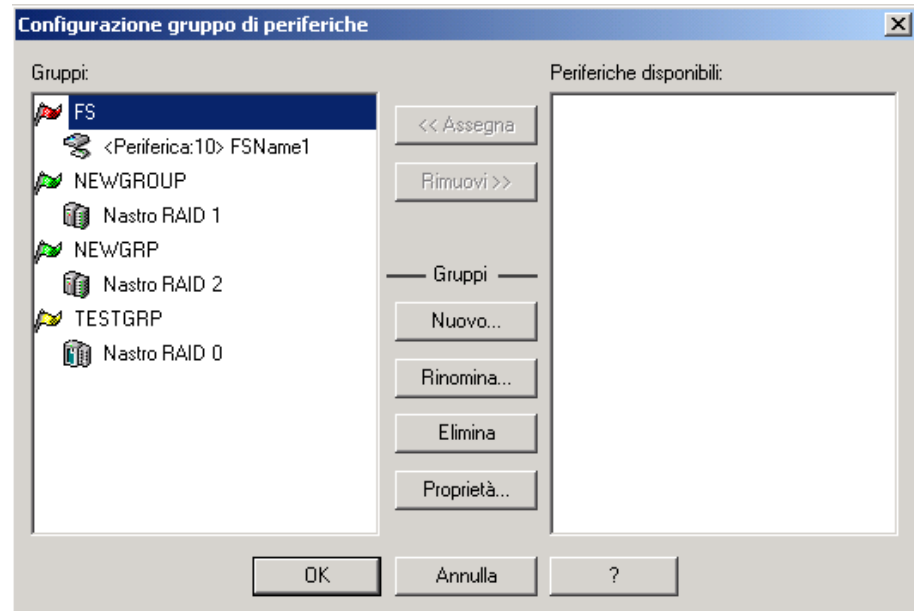 Configurazione gruppo di periferiche
Gruppi:
FS
<Periferica:10> FSName1
NEWGROUP
Nastro RAID 1
NEWGRP
Nastro RAID 2
TESTGRP
Nastro RAID 0
<< Assegna
Rimuovi >>
Gruppi
Nuovo...
Rinomina...
Elimina
Proprietà...
Periferiche disponibili:
OK
Annulla
?